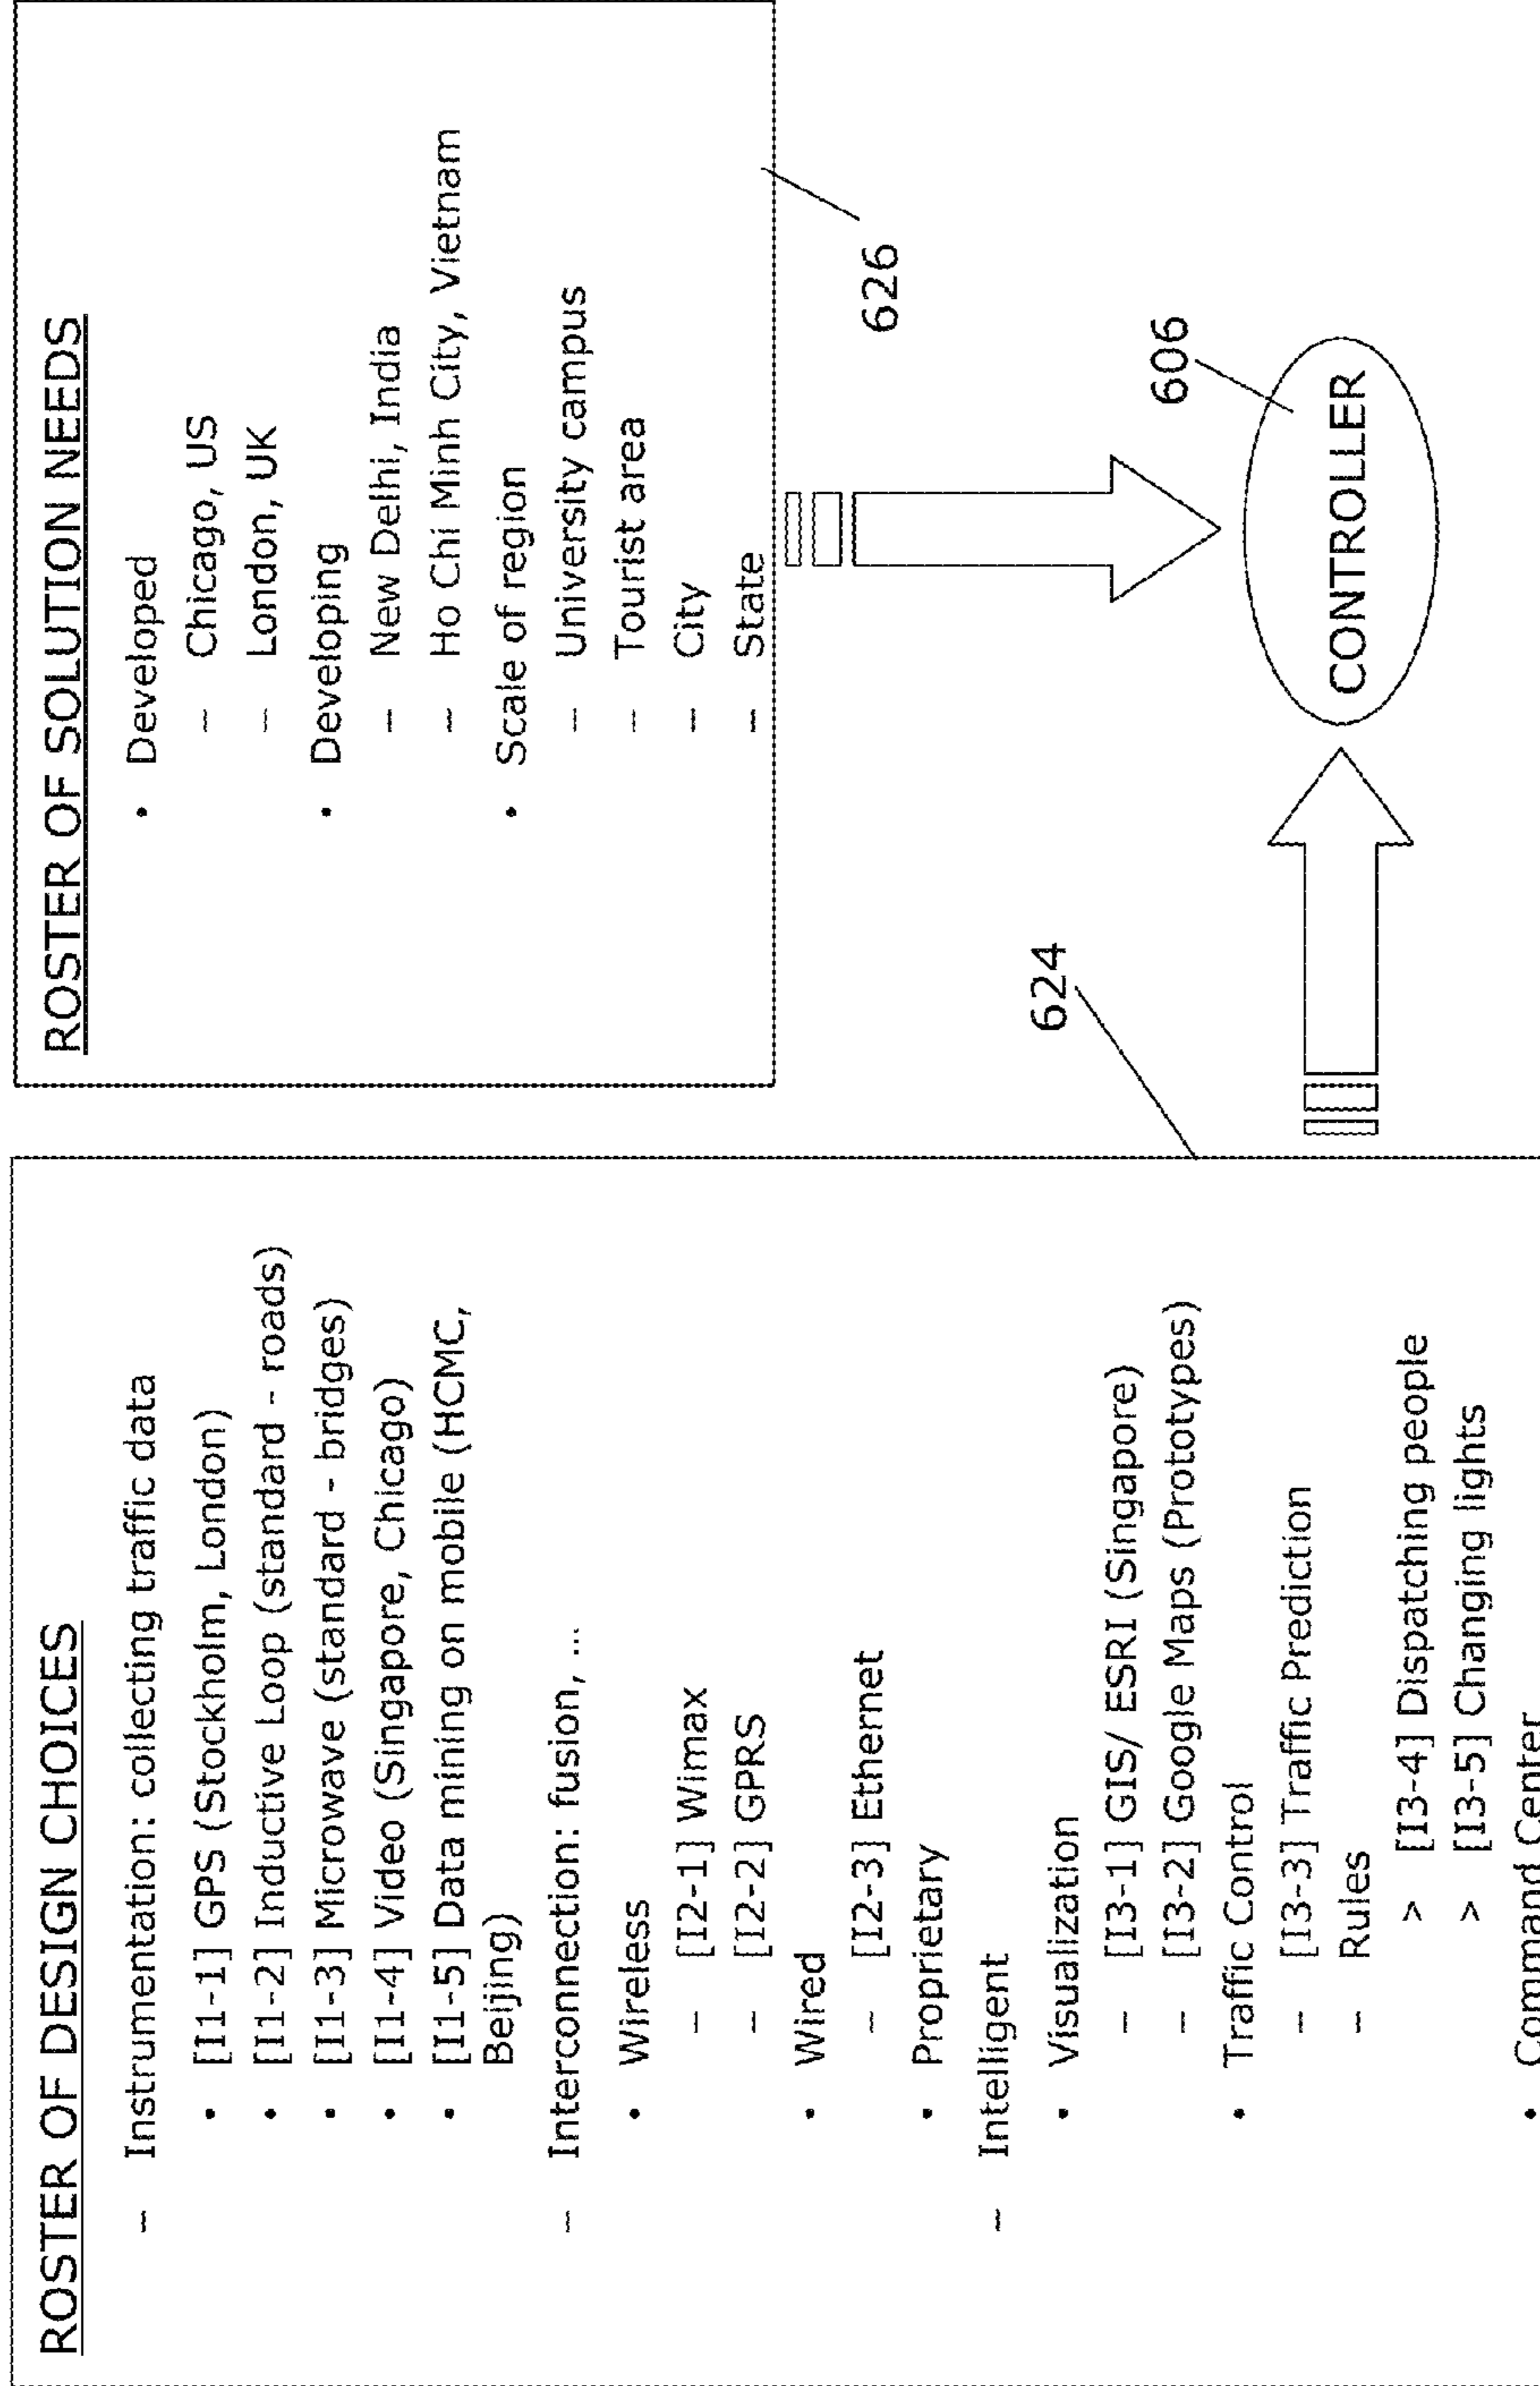 ROSTER OF DESIGN CHOICES
– Instrumentation: collecting traffic data
• [I1-1] GPS (Stockholm, London)
• [I1-2] Inductive Loop (standard - roads)
• [I1-3] Microwave (standard - bridges)
• [I1-4] Video (Singapore, Chicago)
• [I1-5] Data mining on mobile (HCMC,
Beijing)
– Interconnection: fusion, ...
• Wireless
– [I2-1] Wimax
– [I2-2] GPRS
• Wired
– [I2-3] Ethernet
• Proprietary
– Intelligent
• Visualization
– [I3-1] GIS/ ESRI (Singapore)
– [I3-2] Google Maps (Prototypes)
• Traffic Control
– [I3-3] Traffic Prediction
– Rules
> [I3-4] Dispatching people
> [I3-5] Changing lights
• Command Center
ROSTER OF SOLUTION NEEDS
• Developed
– Chicago, US
– London, UK
• Developing
– New Delhi, India
– Ho Chi Minh City, Vietnam
• Scale of region
– University campus
– Tourist area
– City
– State
626
624
606
CONTROLLER